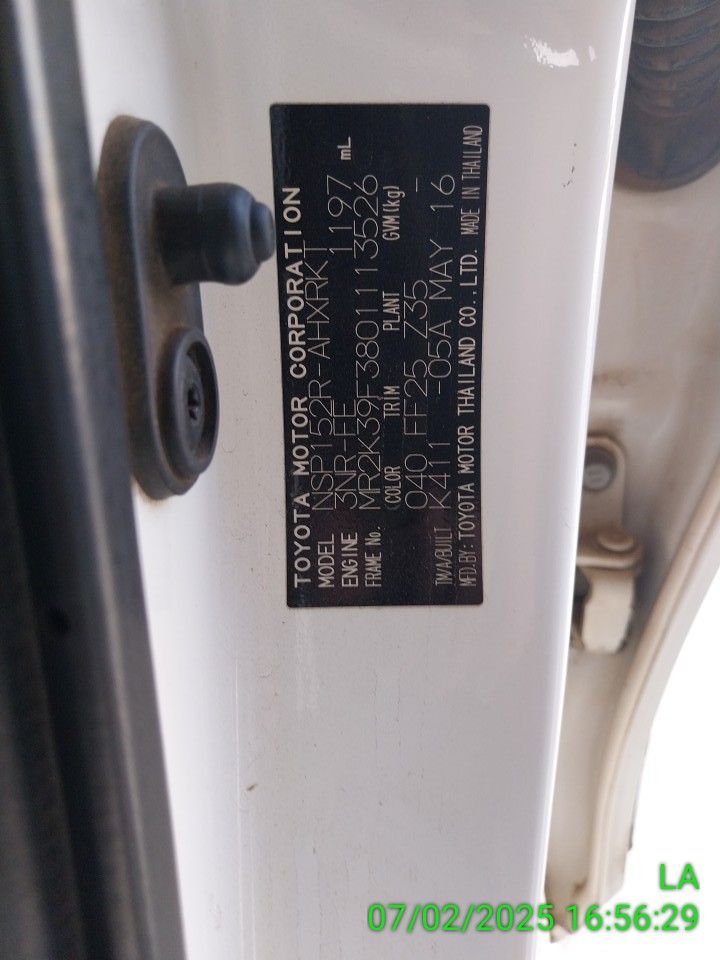 TOYOTA MOTOR CORPORATION
MODEL NSP152R-AHXRKT
ENGINE 3NR-FE 1197 mL
FRAME No. MR2K39F3801113526
COLOR TRIM PLANT GVM(kg)
040 FF25 Z35 -
TM/A/BUILT K411 -05A MAY 16
MFD.BY: TOYOTA MOTOR THAILAND CO.,LTD. MADE IN THAILAND
LA
07/02/2025 16:56:29